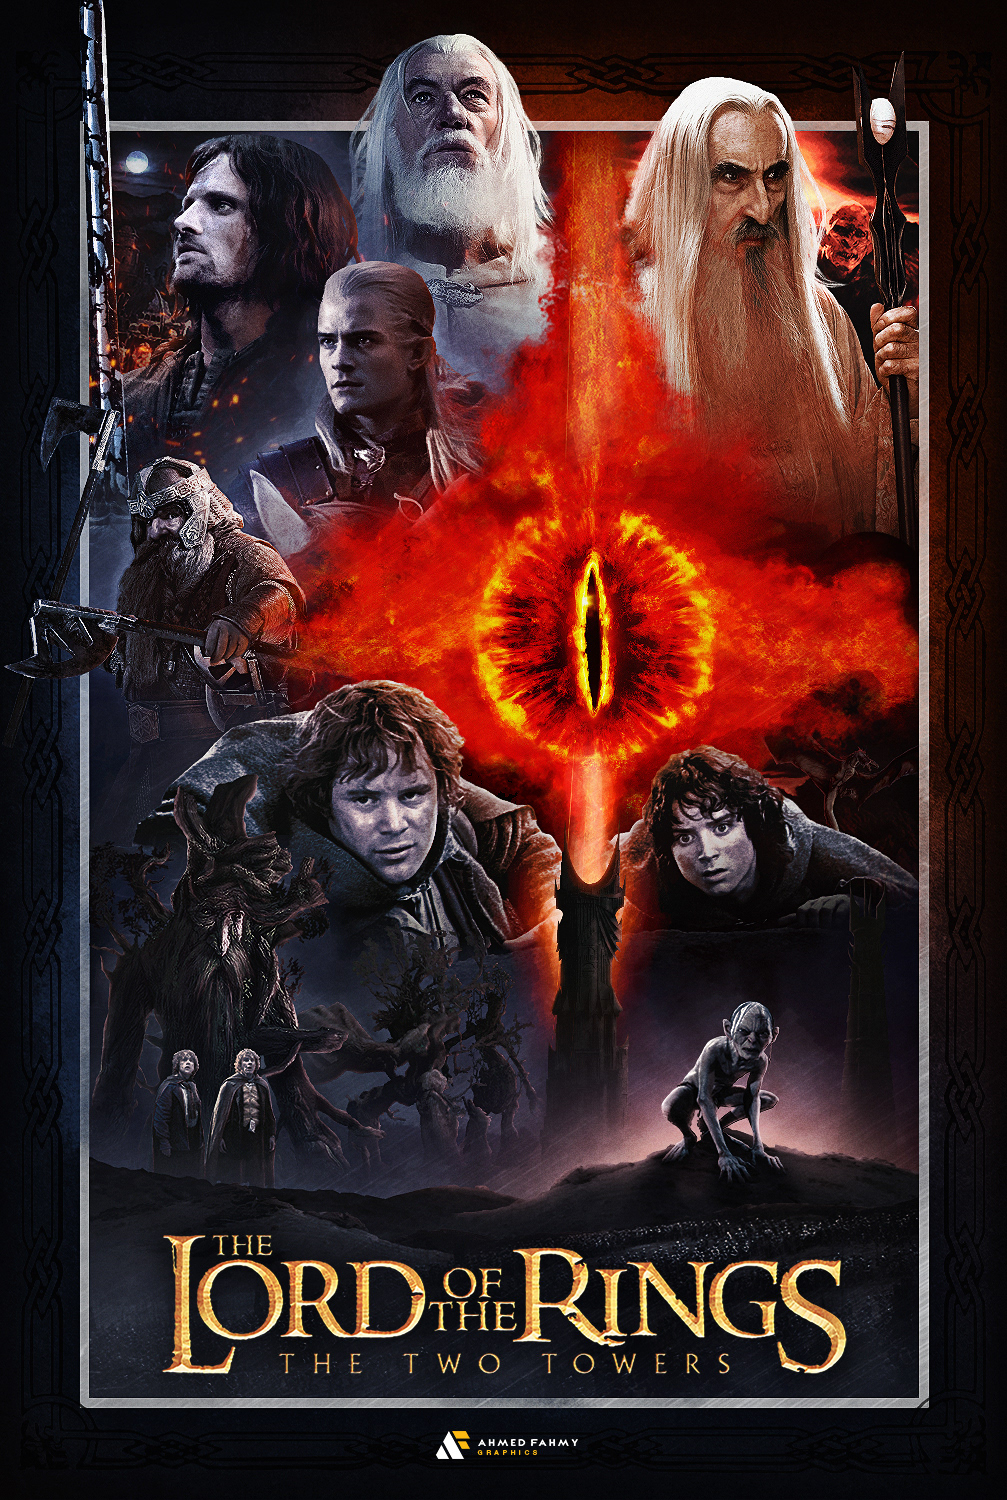 THE
LORD OF THE RINGS
THE TWO TOWERS
AHMED FAHMY
GRAPHICS